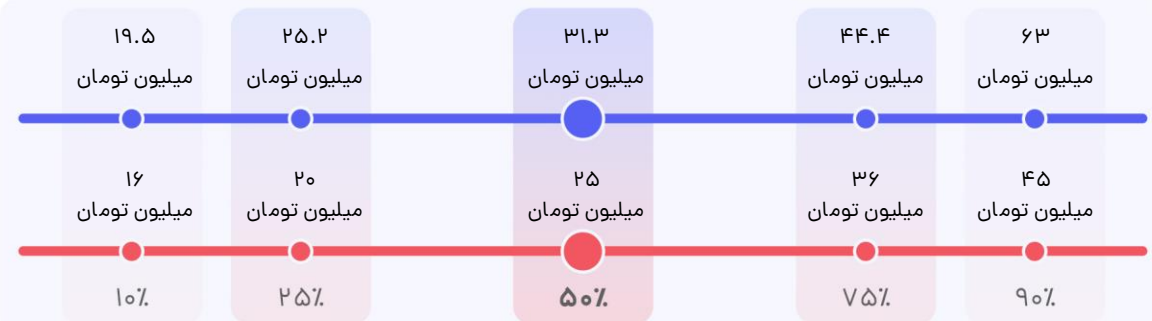 ۱۹.۵ ۲۵.۲ ۳۱.۳ ۴۴.۴ ۶۳
میلیون تومان میلیون تومان میلیون تومان میلیون تومان میلیون تومان
۱۶ ۲۰ ۲۵ ۳۶ ۴۵
میلیون تومان میلیون تومان میلیون تومان میلیون تومان میلیون تومان
۱۰٪ ۲۵٪ ۵۰٪ ۷۵٪ ۹۰٪